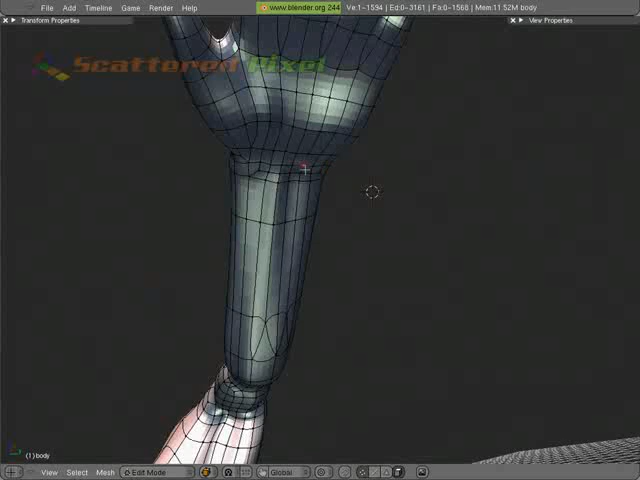 File Add Timeline Game Render Help www.blender.org 244 Ve:1-1594 | Ed:0-3161 | Fa:0-1568 | Mem:11.52M body
Transform Properties View Properties
Scattered Pixel
(1) body
View Select Mesh Edit Mode Global